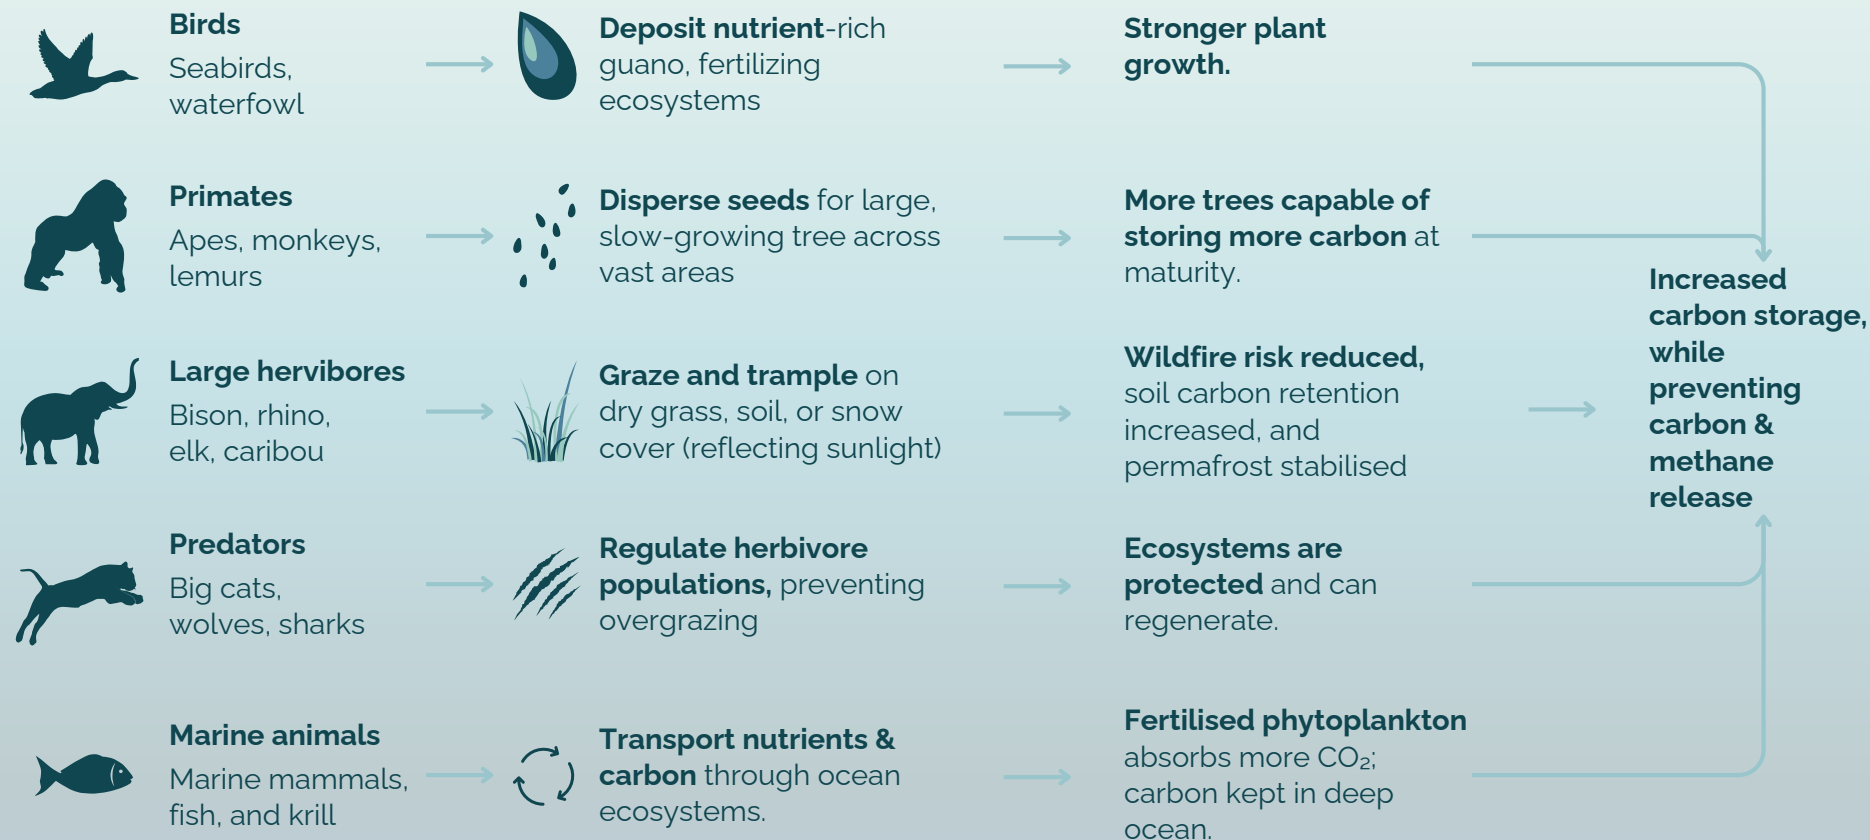 Birds
Seabirds,
waterfowl
Deposit nutrient-rich
guano, fertilizing
ecosystems
Stronger plant
growth.
Primates
Apes, monkeys,
lemurs
Disperse seeds for large,
slow-growing tree across
vast areas
More trees capable of
storing more carbon at
maturity.
Large hervibores
Bison, rhino,
elk, caribou
Graze and trample on
dry grass, soil, or snow
cover (reflecting sunlight)
Wildfire risk reduced,
soil carbon retention
increased, and
permafrost stabilised
Predators
Big cats,
wolves, sharks
Regulate herbivore
populations, preventing
overgrazing
Ecosystems are
protected and can
regenerate.
Marine animals
Marine mammals,
fish, and krill
Transport nutrients &
carbon through ocean
ecosystems.
Fertilised phytoplankton
absorbs more CO₂;
carbon kept in deep
ocean.
Increased
carbon storage,
while
preventing
carbon &
methane
release